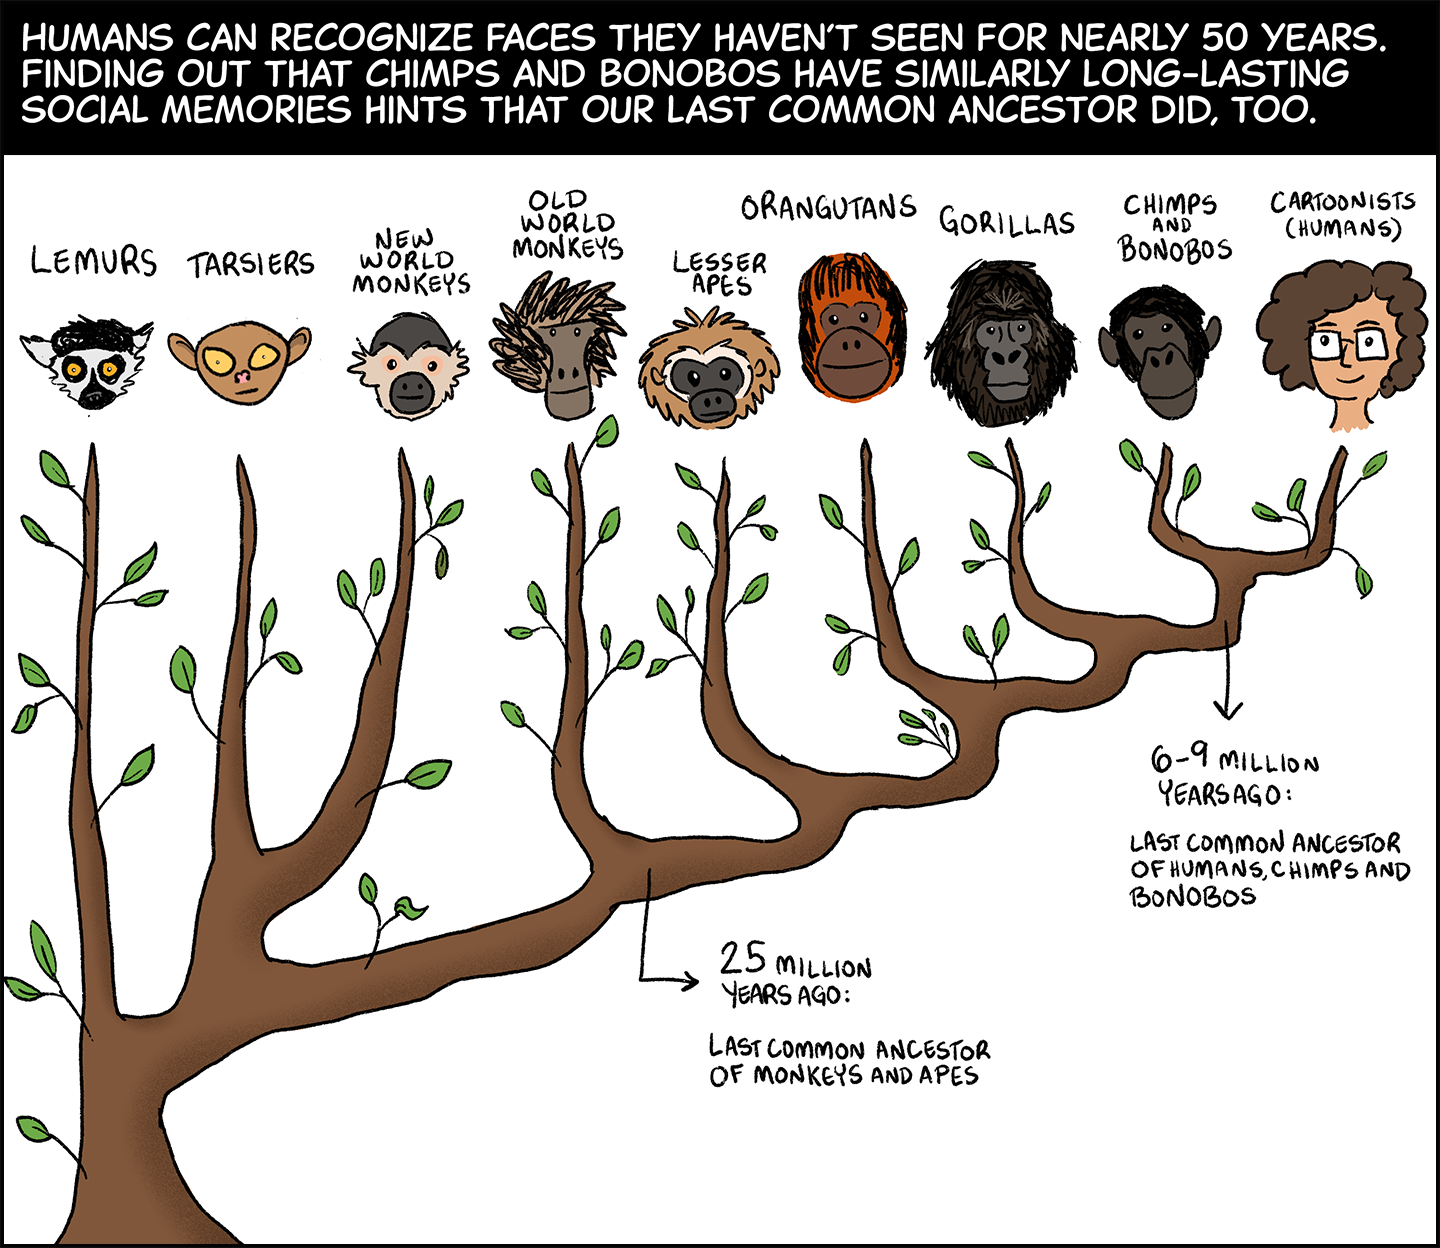 HUMANS CAN RECOGNIZE FACES THEY HAVEN'T SEEN FOR NEARLY 50 YEARS.
FINDING OUT THAT CHIMPS AND BONOBOS HAVE SIMILARLY LONG-LASTING
SOCIAL MEMORIES HINTS THAT OUR LAST COMMON ANCESTOR DID, TOO.
LEMURS
TARSIERS
NEW
WORLD
MONKEYS
OLD
WORLD
MONKEYS
LESSER
APES
ORANGUTANS
GORILLAS
CHIMPS
AND
BONOBOS
CARTOONISTS
(HUMANS)
6-9 MILLION
YEARS AGO:
LAST COMMON ANCESTOR
OF HUMANS, CHIMPS AND
BONOBOS
25 MILLION
YEARS AGO:
LAST COMMON ANCESTOR
OF MONKEYS AND APES